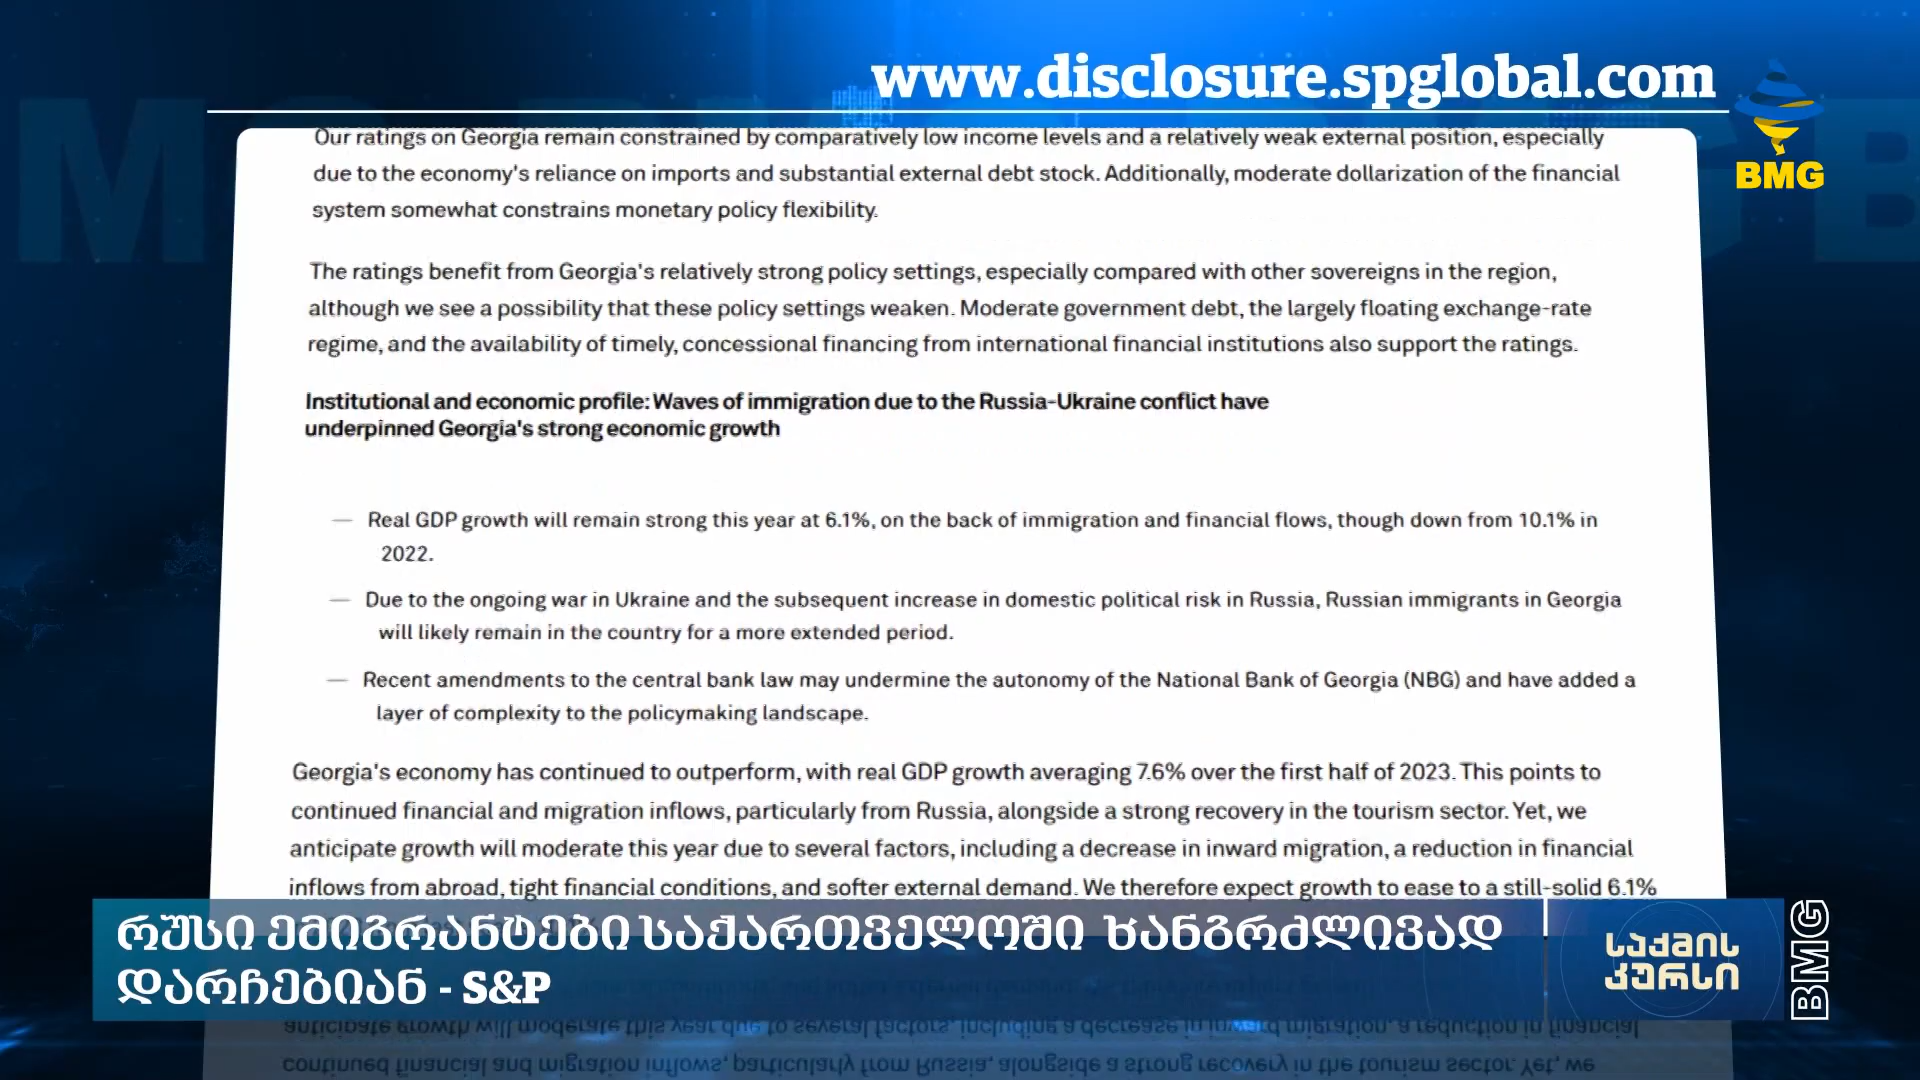 www.disclosure.spglobal.com
BMG
Our ratings on Georgia remain constrained by comparatively low income levels and a relatively weak external position, especially
due to the economy's reliance on imports and substantial external debt stock. Additionally, moderate dollarization of the financial
system somewhat constrains monetary policy flexibility.
The ratings benefit from Georgia's relatively strong policy settings, especially compared with other sovereigns in the region,
although we see a possibility that these policy settings weaken. Moderate government debt, the largely floating exchange-rate
regime, and the availability of timely, concessional financing from international financial institutions also support the ratings.
Institutional and economic profile: Waves of immigration due to the Russia-Ukraine conflict have
underpinned Georgia's strong economic growth
— Real GDP growth will remain strong this year at 6.1%, on the back of immigration and financial flows, though down from 10.1% in
2022.
— Due to the ongoing war in Ukraine and the subsequent increase in domestic political risk in Russia, Russian immigrants in Georgia
will likely remain in the country for a more extended period.
— Recent amendments to the central bank law may undermine the autonomy of the National Bank of Georgia (NBG) and have added a
layer of complexity to the policymaking landscape.
Georgia's economy has continued to outperform, with real GDP growth averaging 7.6% over the first half of 2023. This points to
continued financial and migration inflows, particularly from Russia, alongside a strong recovery in the tourism sector. Yet, we
anticipate growth will moderate this year due to several factors, including a decrease in inward migration, a reduction in financial
inflows from abroad, tight financial conditions, and softer external demand. We therefore expect growth to ease to a still-solid 6.1%
რუსი ემიგრანტები საქართველოში ხანგრძლივად
დარჩებიან - S&P
საქმის
კურსი
BMG